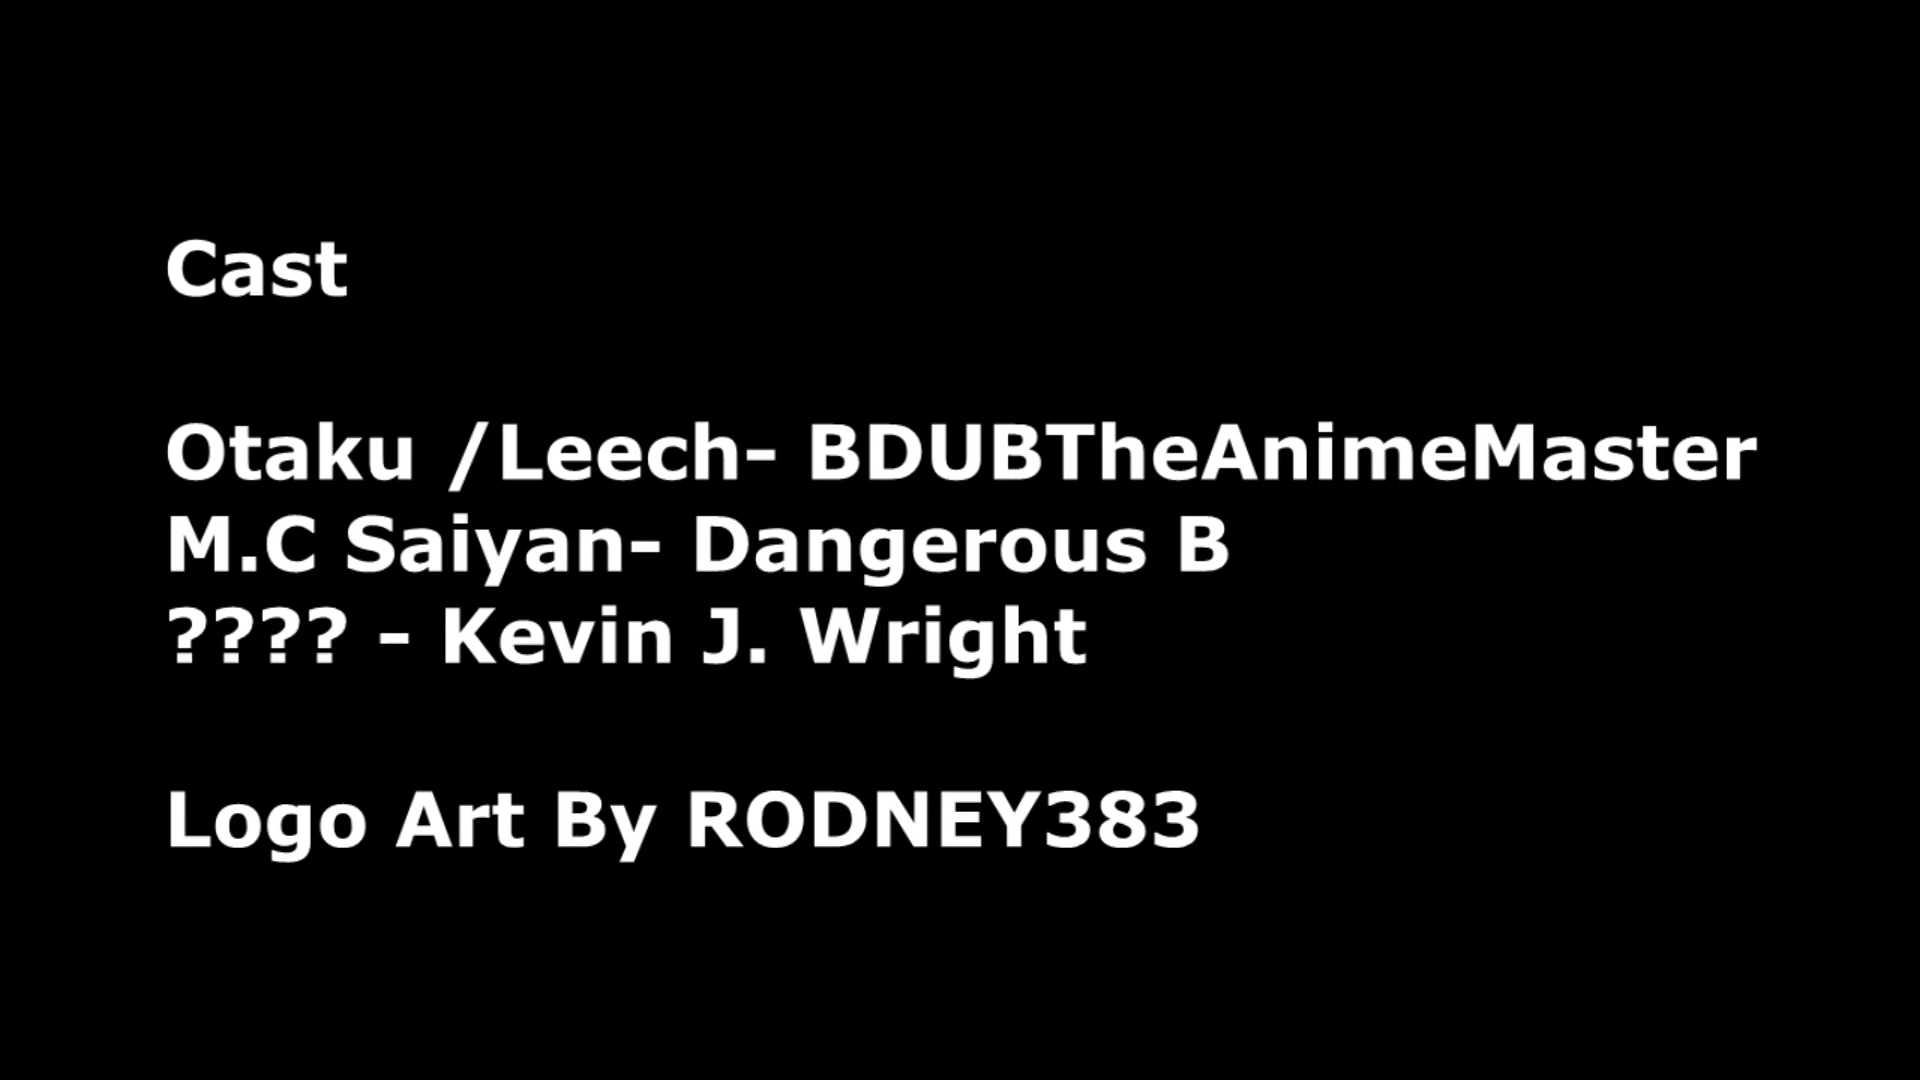 Cast
Otaku /Leech- BDUBTheAnimeMaster
M.C Saiyan- Dangerous B
???? - Kevin J. Wright
Logo Art By RODNEY383